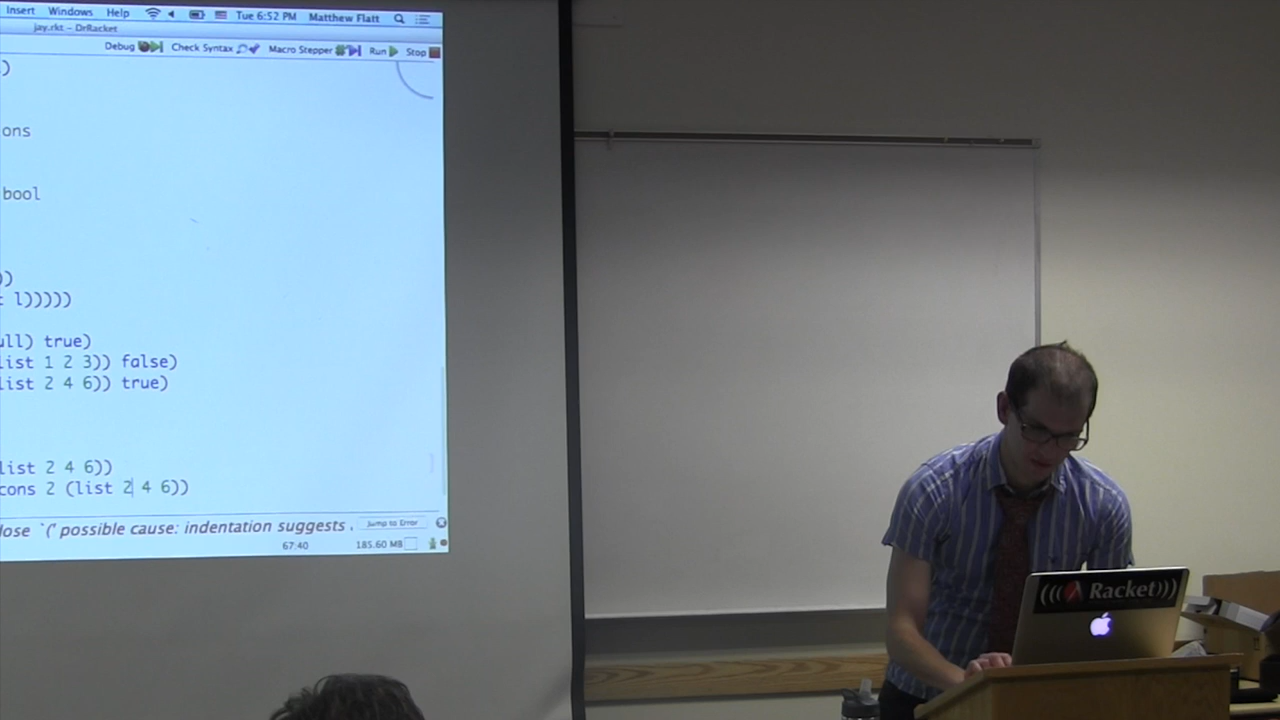 Insert Windows Help Tue 6:52 PM Matthew Flatt
jay.rkt - DrRacket
Debug Check Syntax Macro Stepper Run Stop
)
ons
bool
))
l)))))
ull) true)
list 1 2 3)) false)
list 2 4 6)) true)
list 2 4 6))
cons 2 (list 2 4 6))
lose `(' possible cause: indentation suggests Jump to Error
67:40 185.60 MB
(((Racket)))